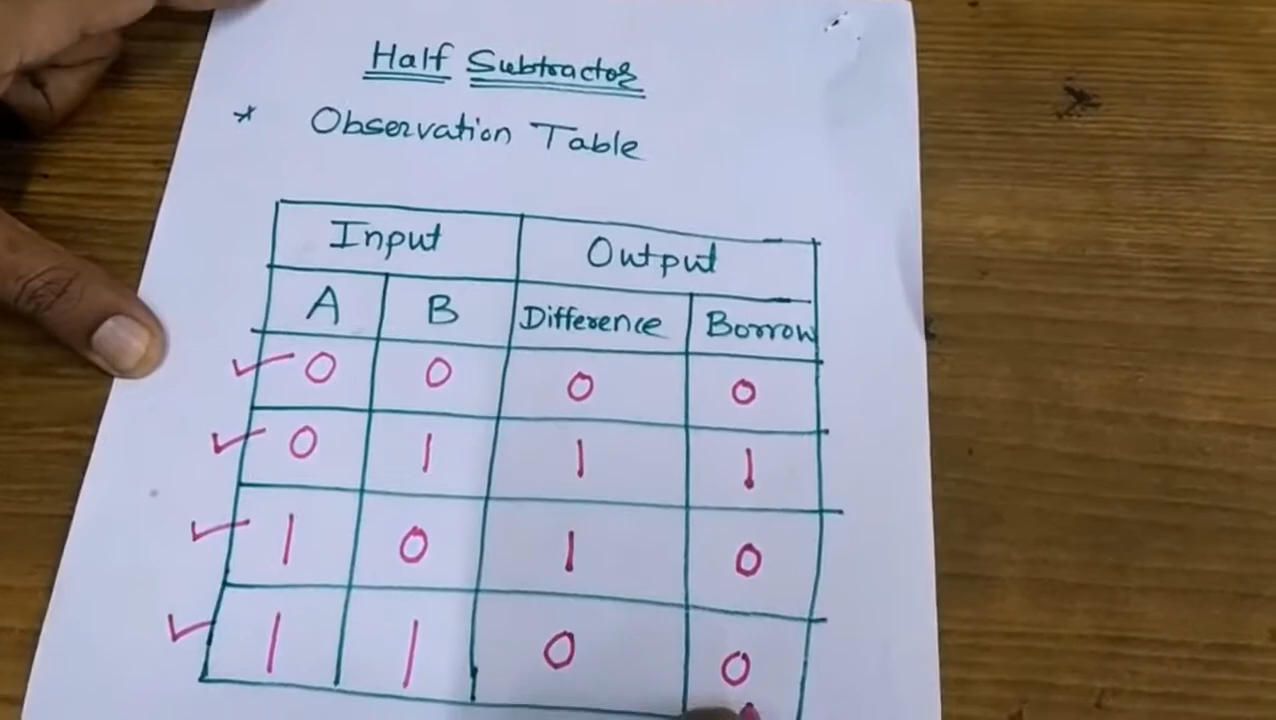 Half Subtractor
* Observation Table
Input Output
A B Difference Borrow
0 0 0 0
0 1 1 1
1 0 1 0
1 1 0 0